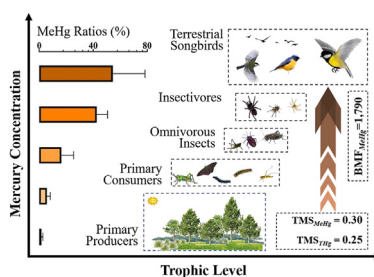 MeHg Ratios (%)
0 40 80
Mercury Concentration
Terrestrial
Songbirds
Insectivores
Omnivorous
Insects
Primary
Consumers
Primary
Producers
BMF_MeHg=1,790
TMS_MeHg = 0.30
TMS_THg = 0.25
Trophic Level